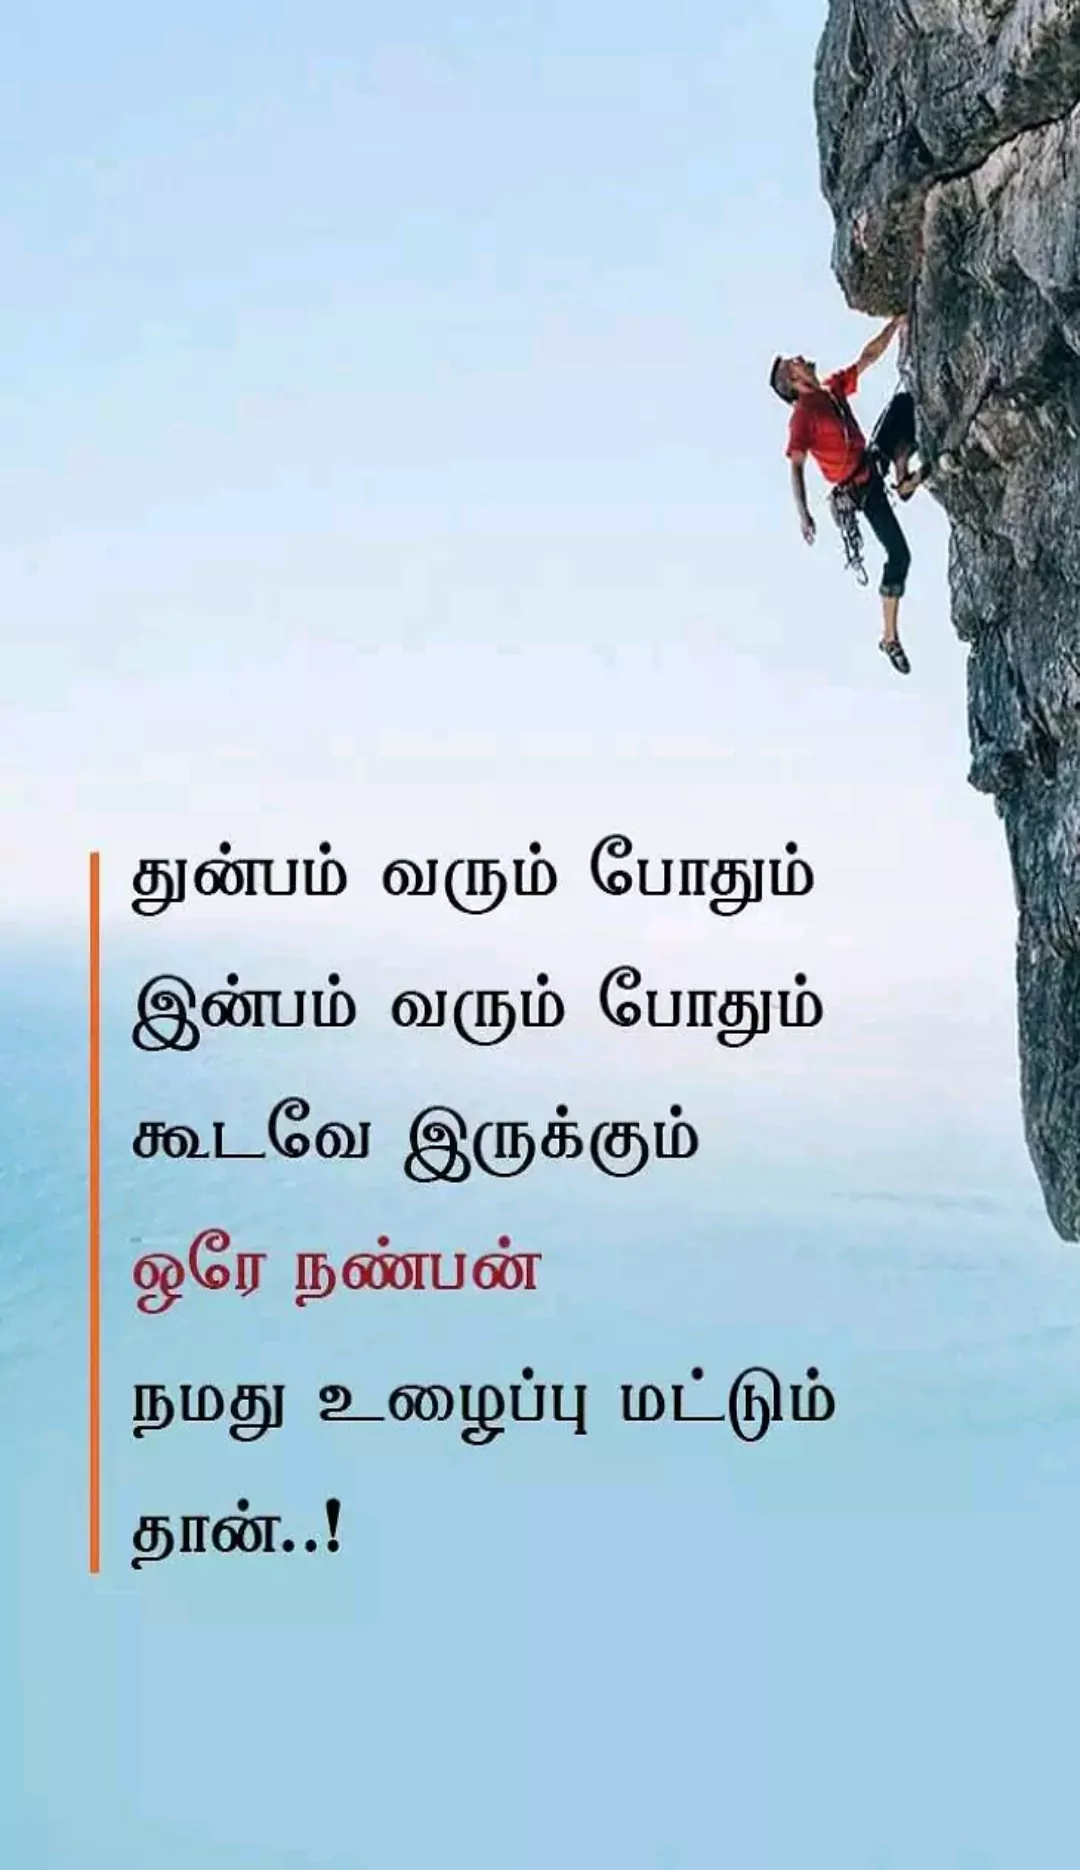 துன்பம் வரும் போதும்
இன்பம் வரும் போதும்
கூடவே இருக்கும்
ஒரே நண்பன்
நமது உழைப்பு மட்டும்
தான்..!